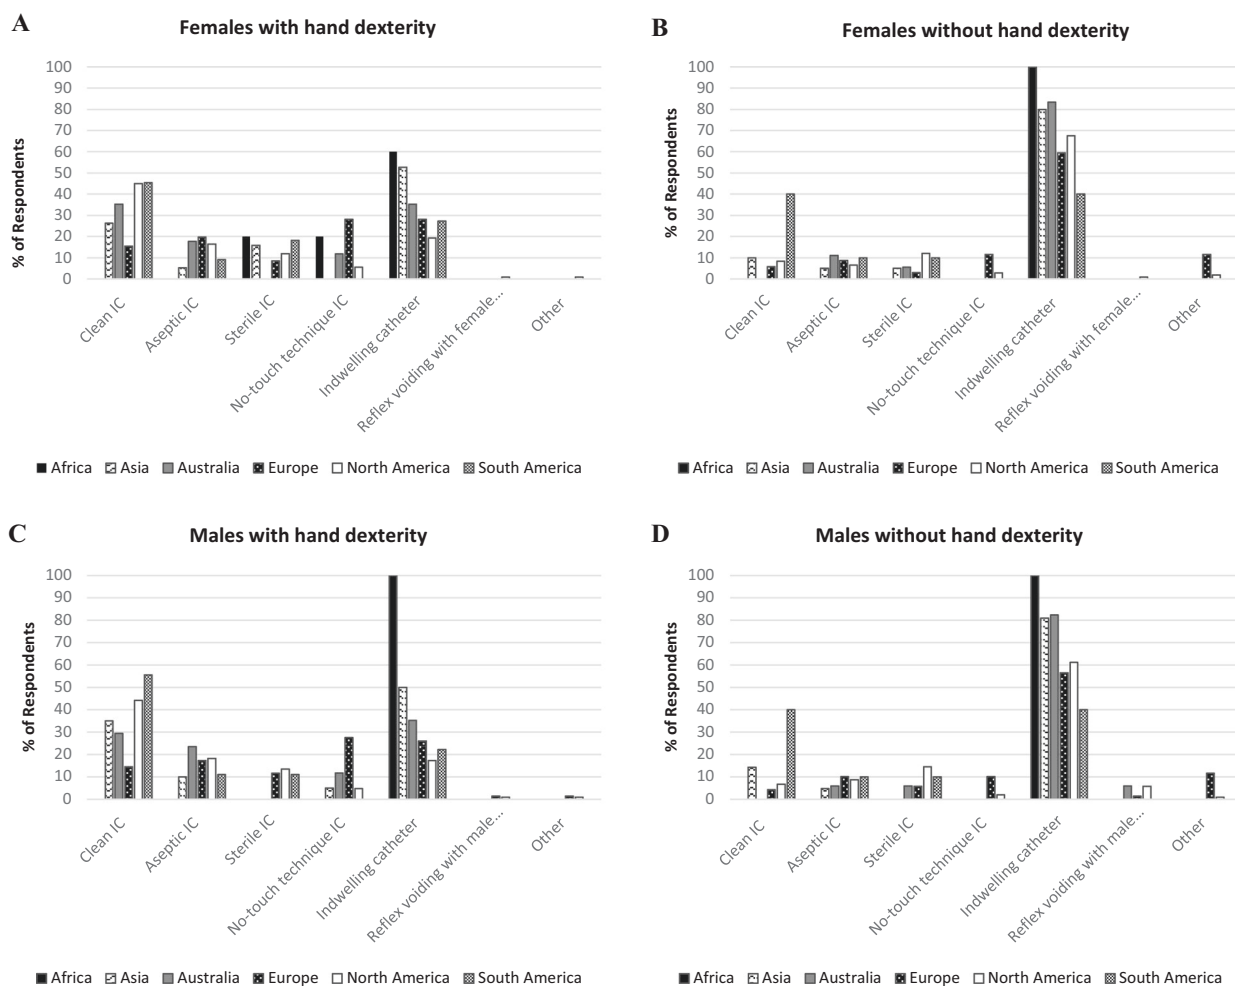 A
Females with hand dexterity
% of Respondents
100
90
80
70
60
50
40
30
20
10
0
Clean IC
Aseptic IC
Sterile IC
No-touch technique IC
Indwelling catheter
Reflex voiding with female...
Other
Africa Asia Australia Europe North America South America
B
Females without hand dexterity
% of Respondents
100
90
80
70
60
50
40
30
20
10
0
Clean IC
Aseptic IC
Sterile IC
No-touch technique IC
Indwelling catheter
Reflex voiding with female...
Other
Africa Asia Australia Europe North America South America
C
Males with hand dexterity
% of Respondents
100
90
80
70
60
50
40
30
20
10
0
Clean IC
Aseptic IC
Sterile IC
No-touch technique IC
Indwelling catheter
Reflex voiding with male...
Other
Africa Asia Australia Europe North America South America
D
Males without hand dexterity
% of Respondents
100
90
80
70
60
50
40
30
20
10
0
Clean IC
Aseptic IC
Sterile IC
No-touch technique IC
Indwelling catheter
Reflex voiding with male...
Other
Africa Asia Australia Europe North America South America